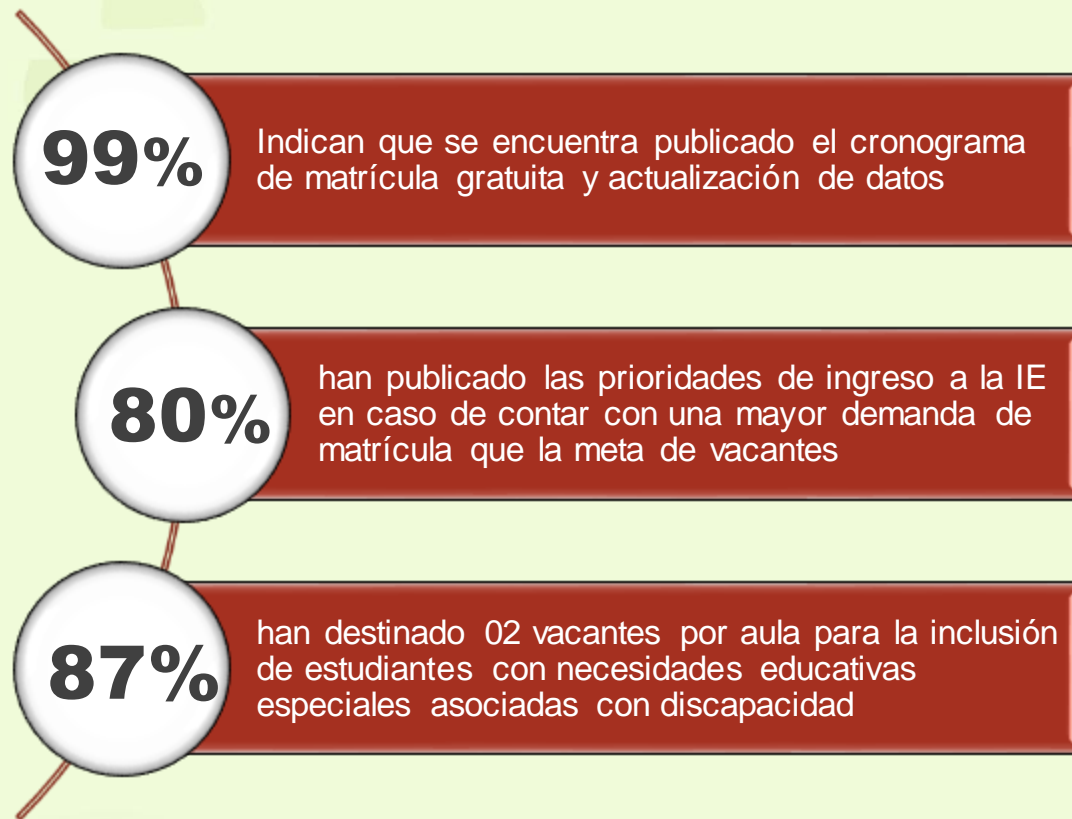 99%
Indican que se encuentra publicado el cronograma
de matrícula gratuita y actualización de datos
80%
han publicado las prioridades de ingreso a la IE
en caso de contar con una mayor demanda de
matrícula que la meta de vacantes
87%
han destinado 02 vacantes por aula para la inclusión
de estudiantes con necesidades educativas
especiales asociadas con discapacidad